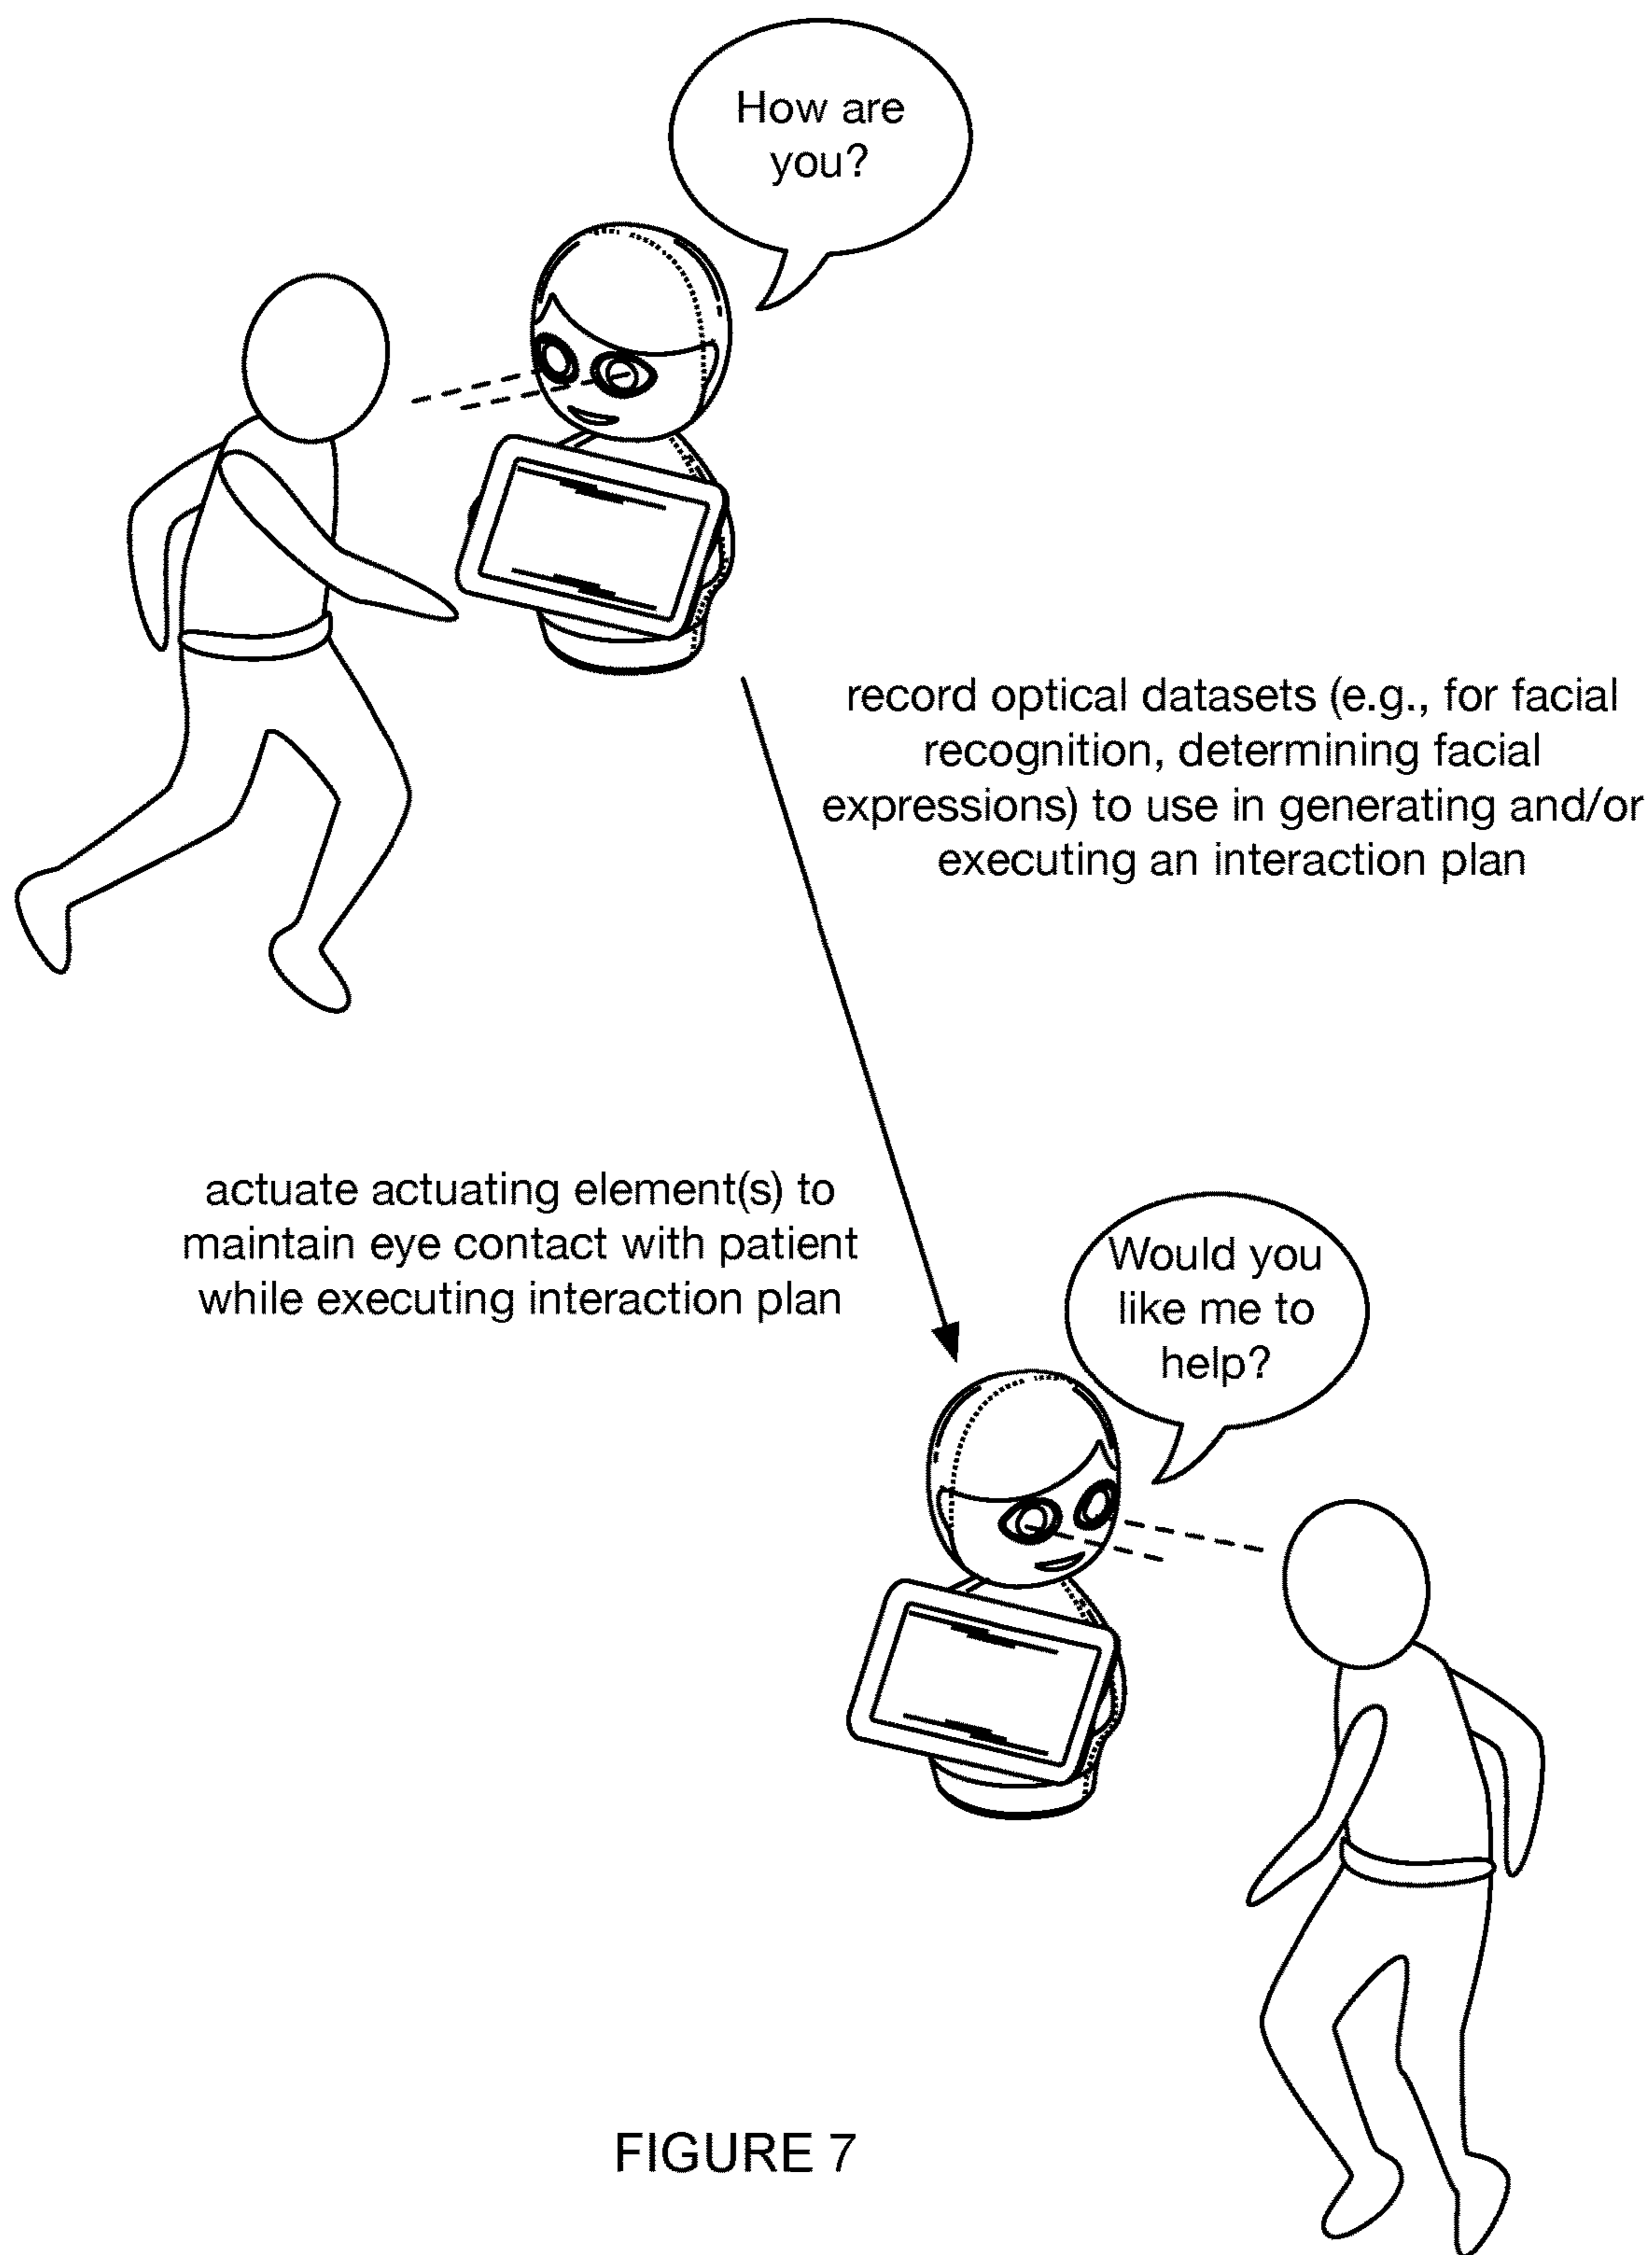 How are
you?
record optical datasets (e.g., for facial
recognition, determining facial
expressions) to use in generating and/or
executing an interaction plan
actuate actuating element(s) to
maintain eye contact with patient
while executing interaction plan
Would you
like me to
help?
FIGURE 7